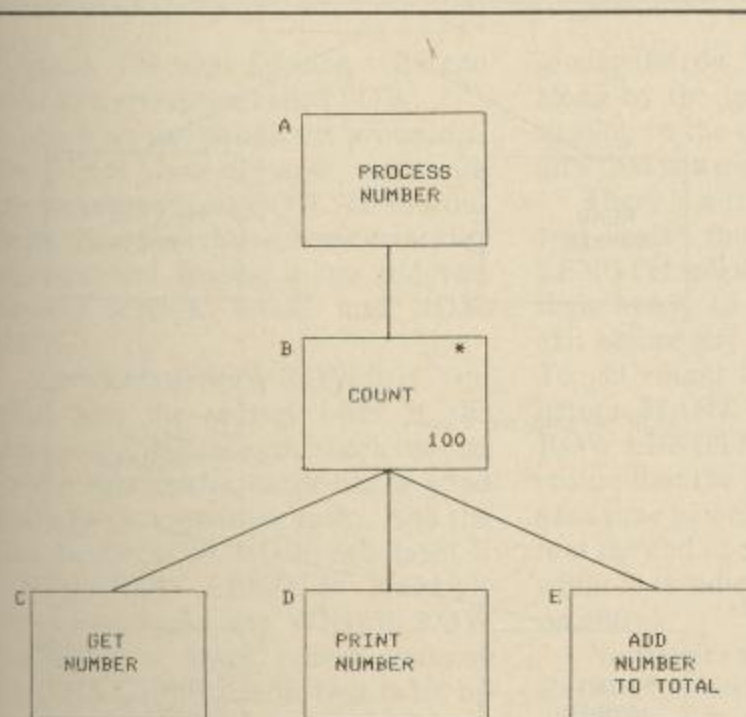 A
PROCESS
NUMBER
B
*
COUNT
100
C
GET
NUMBER
D
PRINT
NUMBER
E
ADD
NUMBER
TO TOTAL